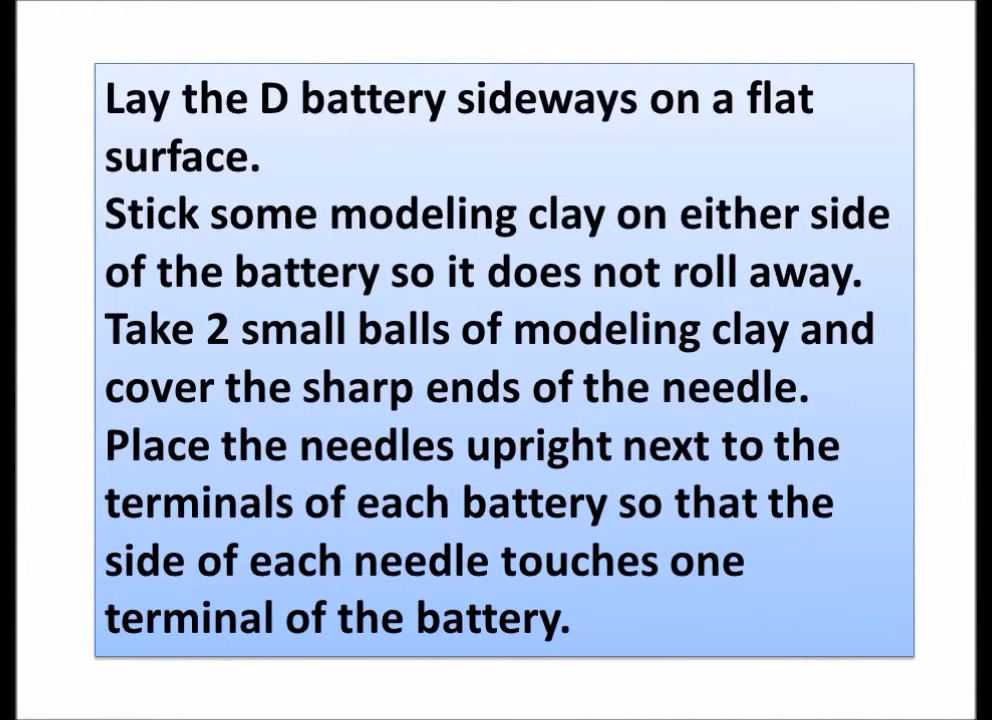 Lay the D battery sideways on a flat
surface.
Stick some modeling clay on either side
of the battery so it does not roll away.
Take 2 small balls of modeling clay and
cover the sharp ends of the needle.
Place the needles upright next to the
terminals of each battery so that the
side of each needle touches one
terminal of the battery.